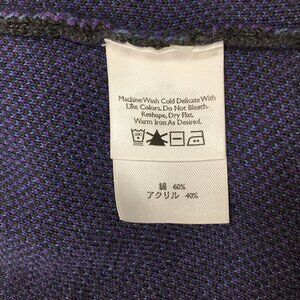 Machine Wash Cold Delicate With
Like Colors. Do Not Bleach.
Reshape, Dry Flat.
Warm Iron As Desired.
綿 60%
アクリル 40%